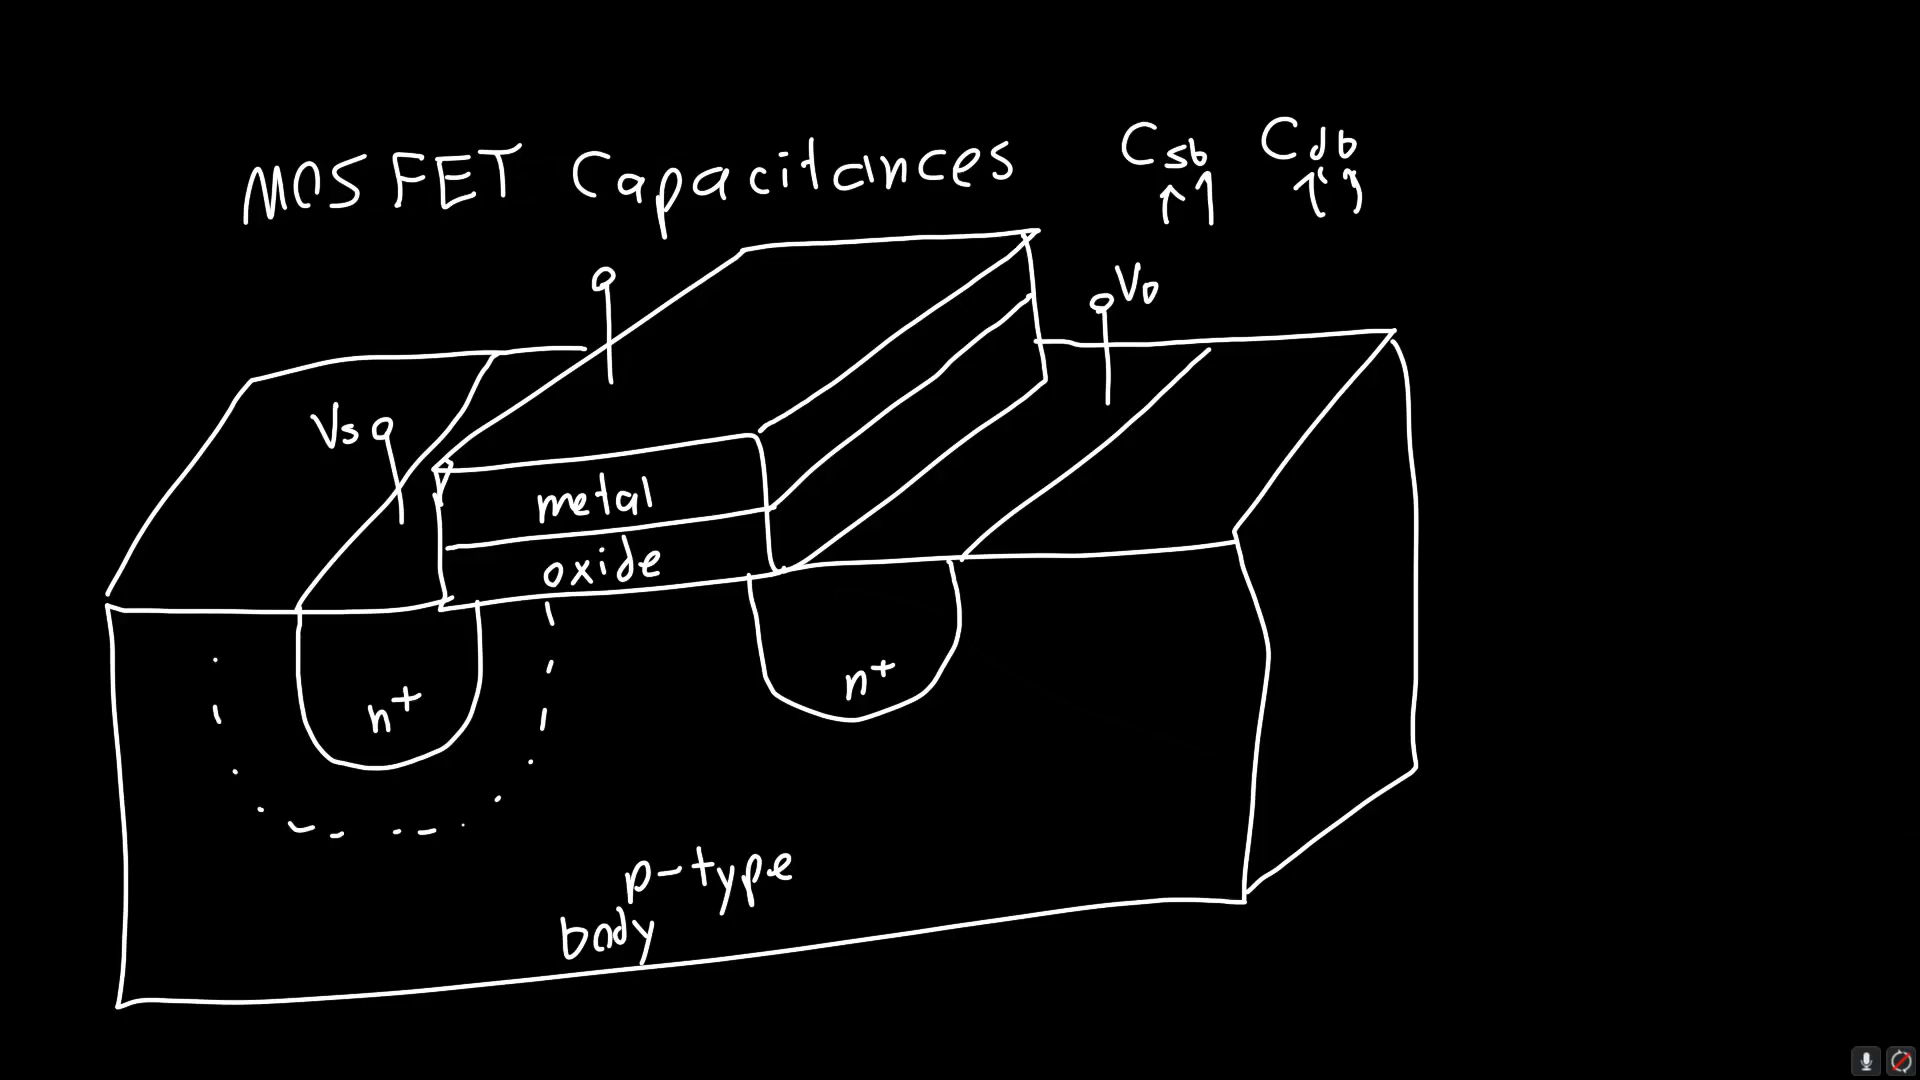 MOSFET Capacitances Csb Cdb
VD
Vs
metal
oxide
n+
n+
p-type
body